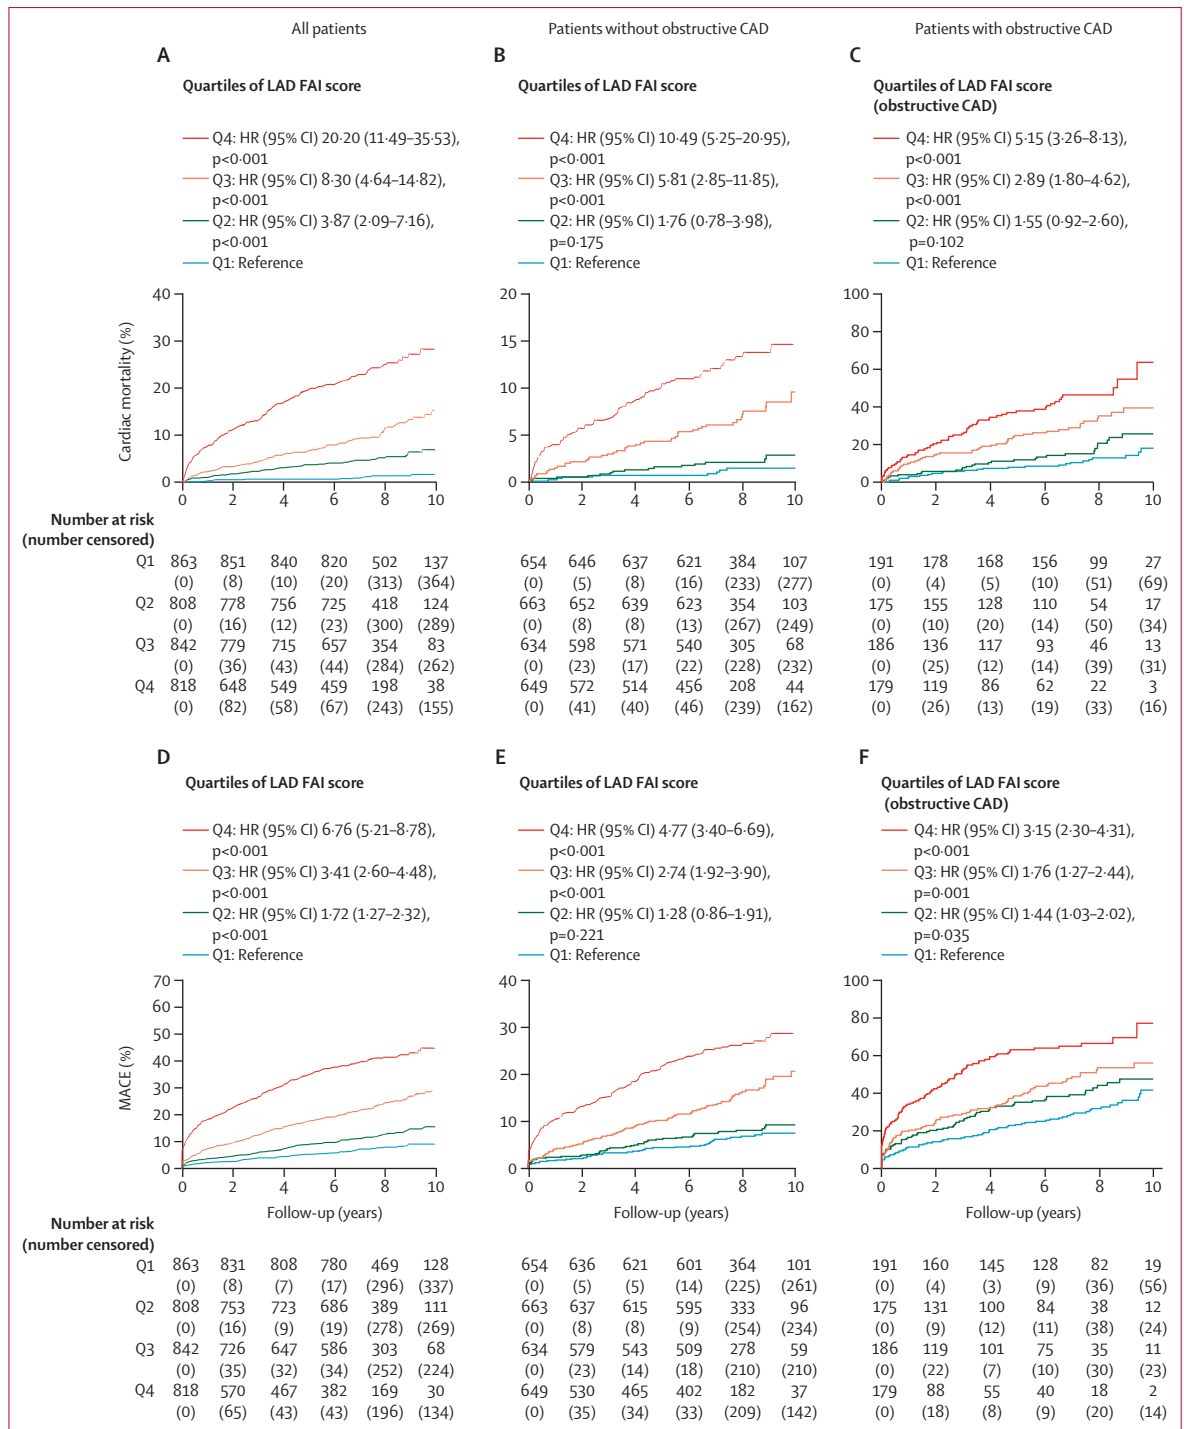 All patients
Patients without obstructive CAD
Patients with obstructive CAD
A
Quartiles of LAD FAI score
Q4: HR (95% CI) 20·20 (11·49–35·53),
p<0·001
Q3: HR (95% CI) 8·30 (4·64–14·82),
p<0·001
Q2: HR (95% CI) 3·87 (2·09–7·16),
p<0·001
Q1: Reference
B
Quartiles of LAD FAI score
Q4: HR (95% CI) 10·49 (5·25–20·95),
p<0·001
Q3: HR (95% CI) 5·81 (2·85–11·85),
p<0·001
Q2: HR (95% CI) 1·76 (0·78–3·98),
p=0·175
Q1: Reference
C
Quartiles of LAD FAI score
(obstructive CAD)
Q4: HR (95% CI) 5·15 (3·26–8·13),
p<0·001
Q3: HR (95% CI) 2·89 (1·80–4·62),
p<0·001
Q2: HR (95% CI) 1·55 (0·92–2·60),
p=0·102
Q1: Reference
Cardiac mortality (%)
40
30
20
10
0
0 2 4 6 8 10
20
15
10
5
0
0 2 4 6 8 10
100
80
60
40
20
0
0 2 4 6 8 10
Number at risk
(number censored)
Q1 863 851 840 820 502 137 654 646 637 621 384 107 191 178 168 156 99 27
(0) (8) (10) (20) (313) (364) (0) (5) (8) (16) (233) (277) (0) (4) (5) (10) (51) (69)
Q2 808 778 756 725 418 124 663 652 639 623 354 103 175 155 128 110 54 17
(0) (16) (12) (23) (300) (289) (0) (8) (8) (13) (267) (249) (0) (10) (20) (14) (50) (34)
Q3 842 779 715 657 354 83 634 598 571 540 305 68 186 136 117 93 46 13
(0) (36) (43) (44) (284) (262) (0) (23) (17) (22) (228) (232) (0) (25) (12) (14) (39) (31)
Q4 818 648 549 459 198 38 649 572 514 456 208 44 179 119 86 62 22 3
(0) (82) (58) (67) (243) (155) (0) (41) (40) (46) (239) (162) (0) (26) (13) (19) (33) (16)
D
Quartiles of LAD FAI score
Q4: HR (95% CI) 6·76 (5·21–8·78),
p<0·001
Q3: HR (95% CI) 3·41 (2·60–4·48),
p<0·001
Q2: HR (95% CI) 1·72 (1·27–2·32),
p<0·001
Q1: Reference
E
Quartiles of LAD FAI score
Q4: HR (95% CI) 4·77 (3·40–6·69),
p<0·001
Q3: HR (95% CI) 2·74 (1·92–3·90),
p<0·001
Q2: HR (95% CI) 1·28 (0·86–1·91),
p=0·221
Q1: Reference
F
Quartiles of LAD FAI score
(obstructive CAD)
Q4: HR (95% CI) 3·15 (2·30–4·31),
p<0·001
Q3: HR (95% CI) 1·76 (1·27–2·44),
p=0·001
Q2: HR (95% CI) 1·44 (1·03–2·02),
p=0·035
Q1: Reference
MACE (%)
70
60
50
40
30
20
10
0
0 2 4 6 8 10
Follow-up (years)
40
30
20
10
0
0 2 4 6 8 10
Follow-up (years)
100
80
60
40
20
0
0 2 4 6 8 10
Follow-up (years)
Number at risk
(number censored)
Q1 863 831 808 780 469 128 654 636 621 601 364 101 191 160 145 128 82 19
(0) (8) (7) (17) (296) (337) (0) (5) (5) (14) (225) (261) (0) (4) (3) (9) (36) (56)
Q2 808 753 723 686 389 111 663 637 615 595 333 96 175 131 100 84 38 12
(0) (16) (9) (19) (278) (269) (0) (8) (8) (9) (254) (234) (0) (9) (12) (11) (38) (24)
Q3 842 726 647 586 303 68 634 579 543 509 278 59 186 119 101 75 35 11
(0) (35) (32) (34) (252) (224) (0) (23) (14) (18) (210) (210) (0) (22) (7) (10) (30) (23)
Q4 818 570 467 382 169 30 649 530 465 402 182 37 179 88 55 40 18 2
(0) (65) (43) (43) (196) (134) (0) (35) (34) (33) (209) (142) (0) (18) (8) (9) (20) (14)